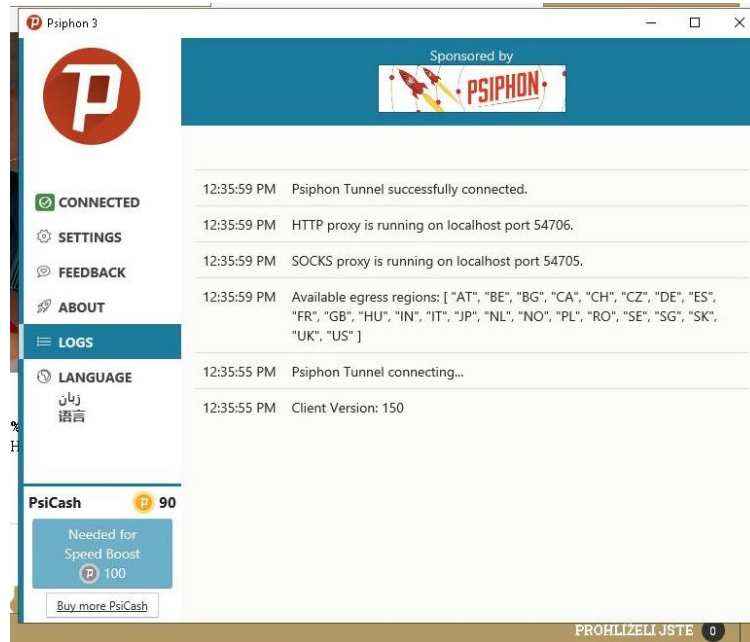 Psiphon 3
Sponsored by
PSIPHON
CONNECTED
SETTINGS
FEEDBACK
ABOUT
LOGS
LANGUAGE
زبان
语言
12:35:59 PM Psiphon Tunnel successfully connected.
12:35:59 PM HTTP proxy is running on localhost port 54706.
12:35:59 PM SOCKS proxy is running on localhost port 54705.
12:35:59 PM Available egress regions: [ "AT", "BE", "BG", "CA", "CH", "CZ", "DE", "ES",
"FR", "GB", "HU", "IN", "IT", "JP", "NL", "NO", "PL", "RO", "SE", "SG", "SK",
"UK", "US" ]
12:35:55 PM Psiphon Tunnel connecting...
12:35:55 PM Client Version: 150
PsiCash 90
Needed for
Speed Boost
100
Buy more PsiCash
%
H
PROHLÍŽELI JSTE 0